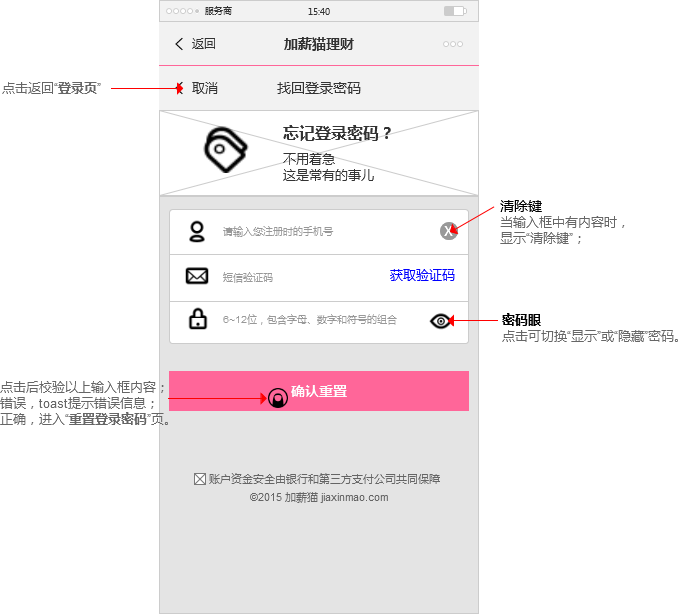 服务商
15:40
返回
加薪猫理财
取消
找回登录密码
点击返回“登录页”
忘记登录密码？
不用着急
这是常有的事儿
清除键
当输入框中有内容时，
显示“清除键”；
请输入您注册时的手机号
X
短信验证码
获取验证码
6~12位，包含字母、数字和符号的组合
密码眼
点击可切换“显示”或“隐藏”密码。
点击后校验以上输入框内容；
错误，toast提示错误信息；
正确，进入“重置登录密码”页。
确认重置
账户资金安全由银行和第三方支付公司共同保障
©2015 加薪猫 jiaxinmao.com